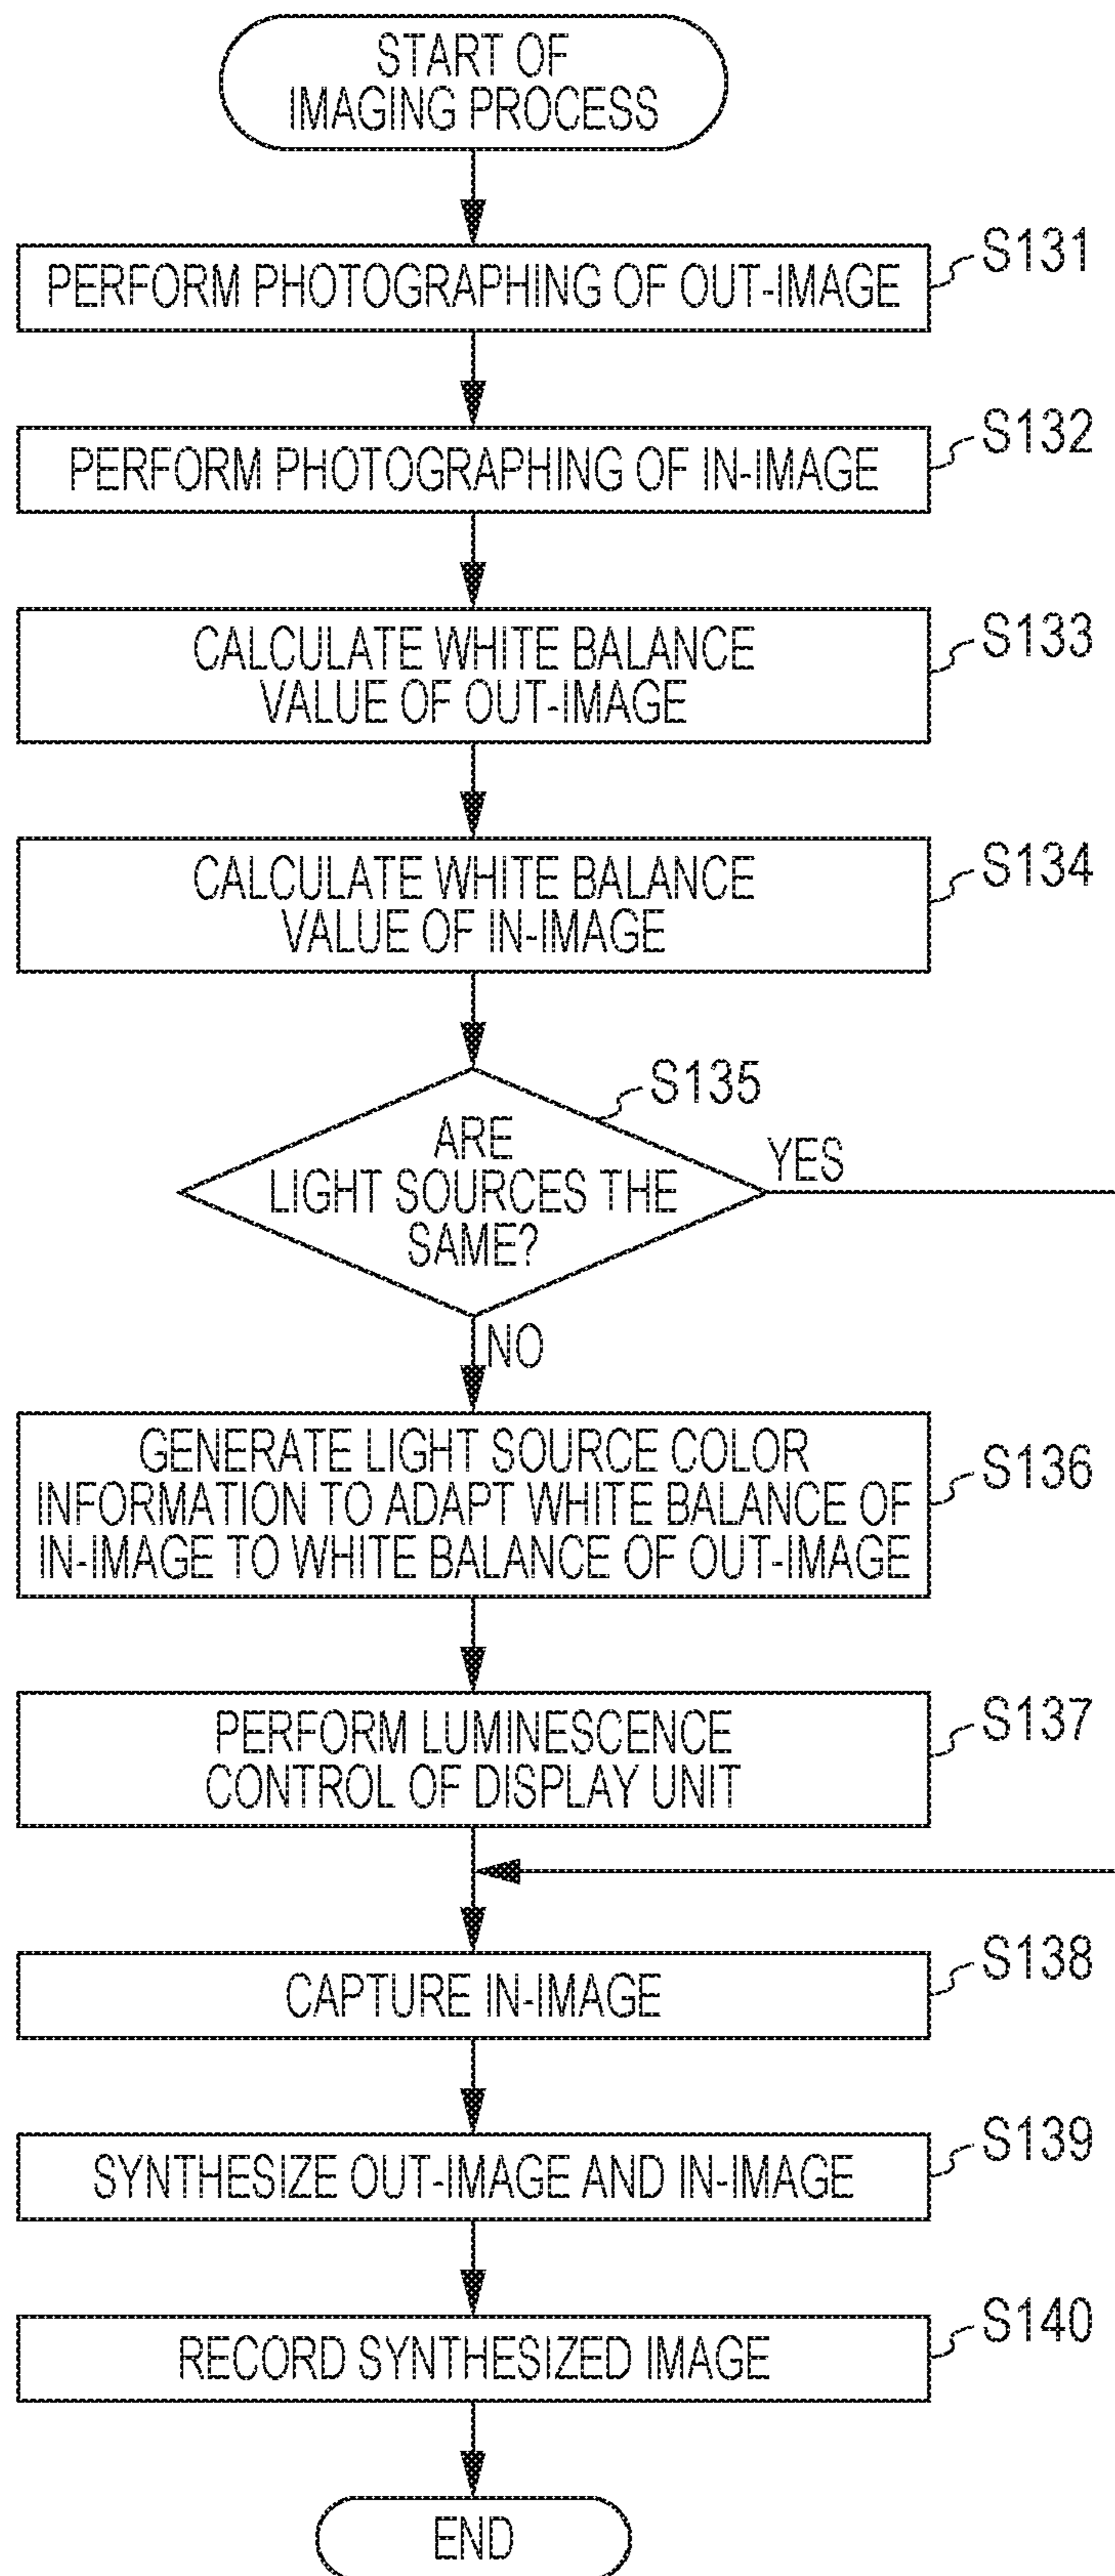 START OF
IMAGING PROCESS
PERFORM PHOTOGRAPHING OF OUT-IMAGE
S131
PERFORM PHOTOGRAPHING OF IN-IMAGE
S132
CALCULATE WHITE BALANCE
VALUE OF OUT-IMAGE
S133
CALCULATE WHITE BALANCE
VALUE OF IN-IMAGE
S134
S135
ARE
LIGHT SOURCES THE
SAME?
YES
NO
GENERATE LIGHT SOURCE COLOR
INFORMATION TO ADAPT WHITE BALANCE OF
IN-IMAGE TO WHITE BALANCE OF OUT-IMAGE
S136
PERFORM LUMINESCENCE
CONTROL OF DISPLAY UNIT
S137
CAPTURE IN-IMAGE
S138
SYNTHESIZE OUT-IMAGE AND IN-IMAGE
S139
RECORD SYNTHESIZED IMAGE
S140
END